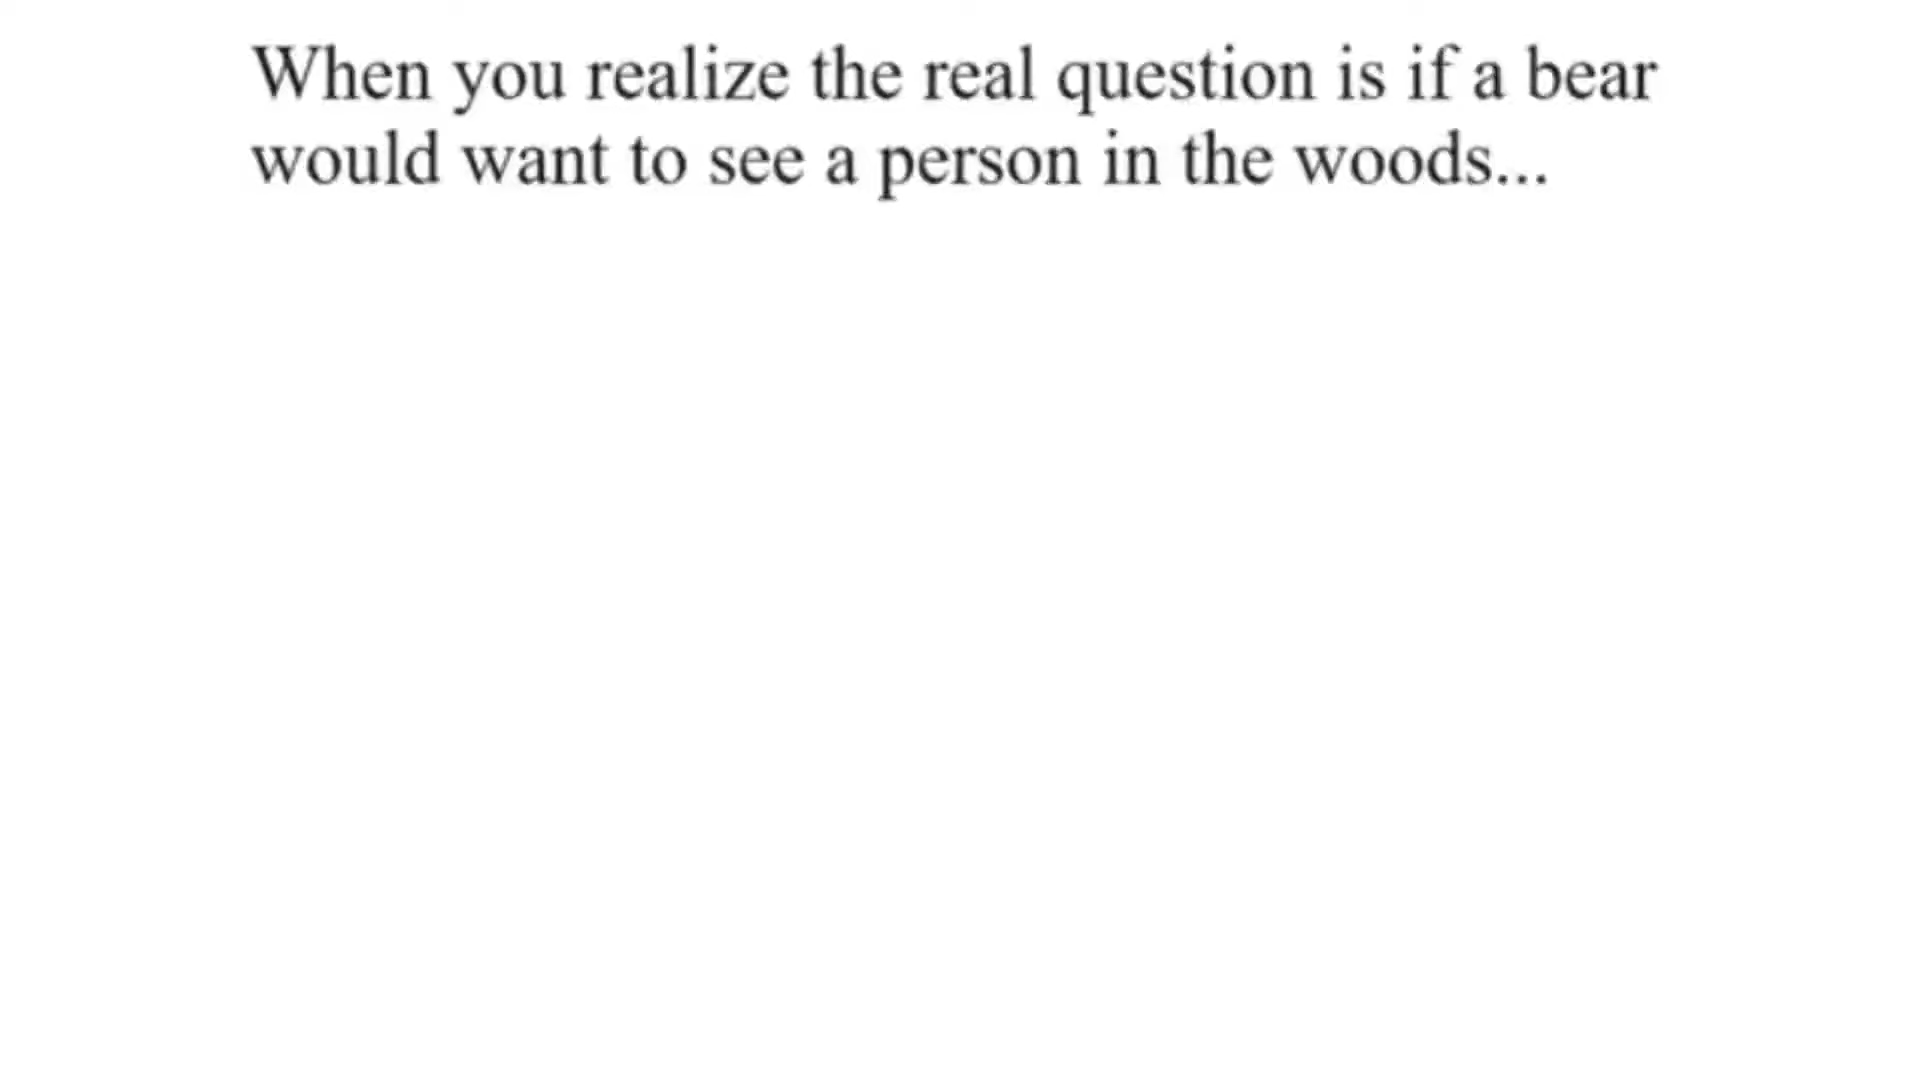 When you realize the real question is if a bear
would want to see a person in the woods...